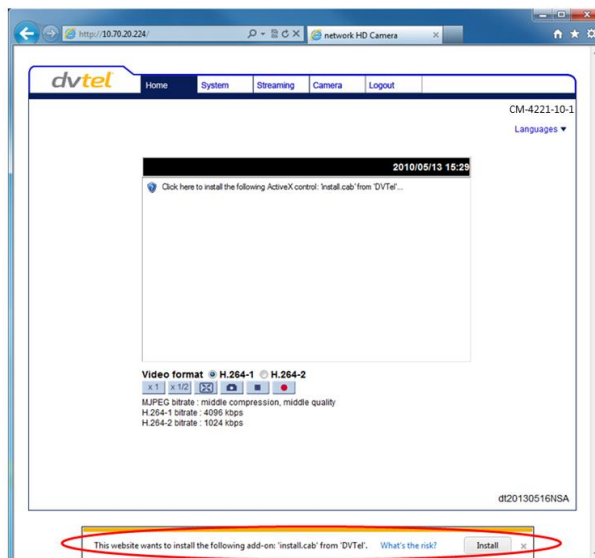 http://10.70.20.224/
network HD Camera
dvtel
Home System Streaming Camera Logout
CM-4221-10-1
Languages
2010/05/13 15:29
Click here to install the following ActiveX control: 'install.cab' from 'DVTel'...
Video format H.264-1 H.264-2
x 1 x 1/2
MJPEG bitrate : middle compression, middle quality
H.264-1 bitrate : 4096 kbps
H.264-2 bitrate : 1024 kbps
dt20130516NSA
This website wants to install the following add-on: 'install.cab' from 'DVTel'. What's the risk? Install